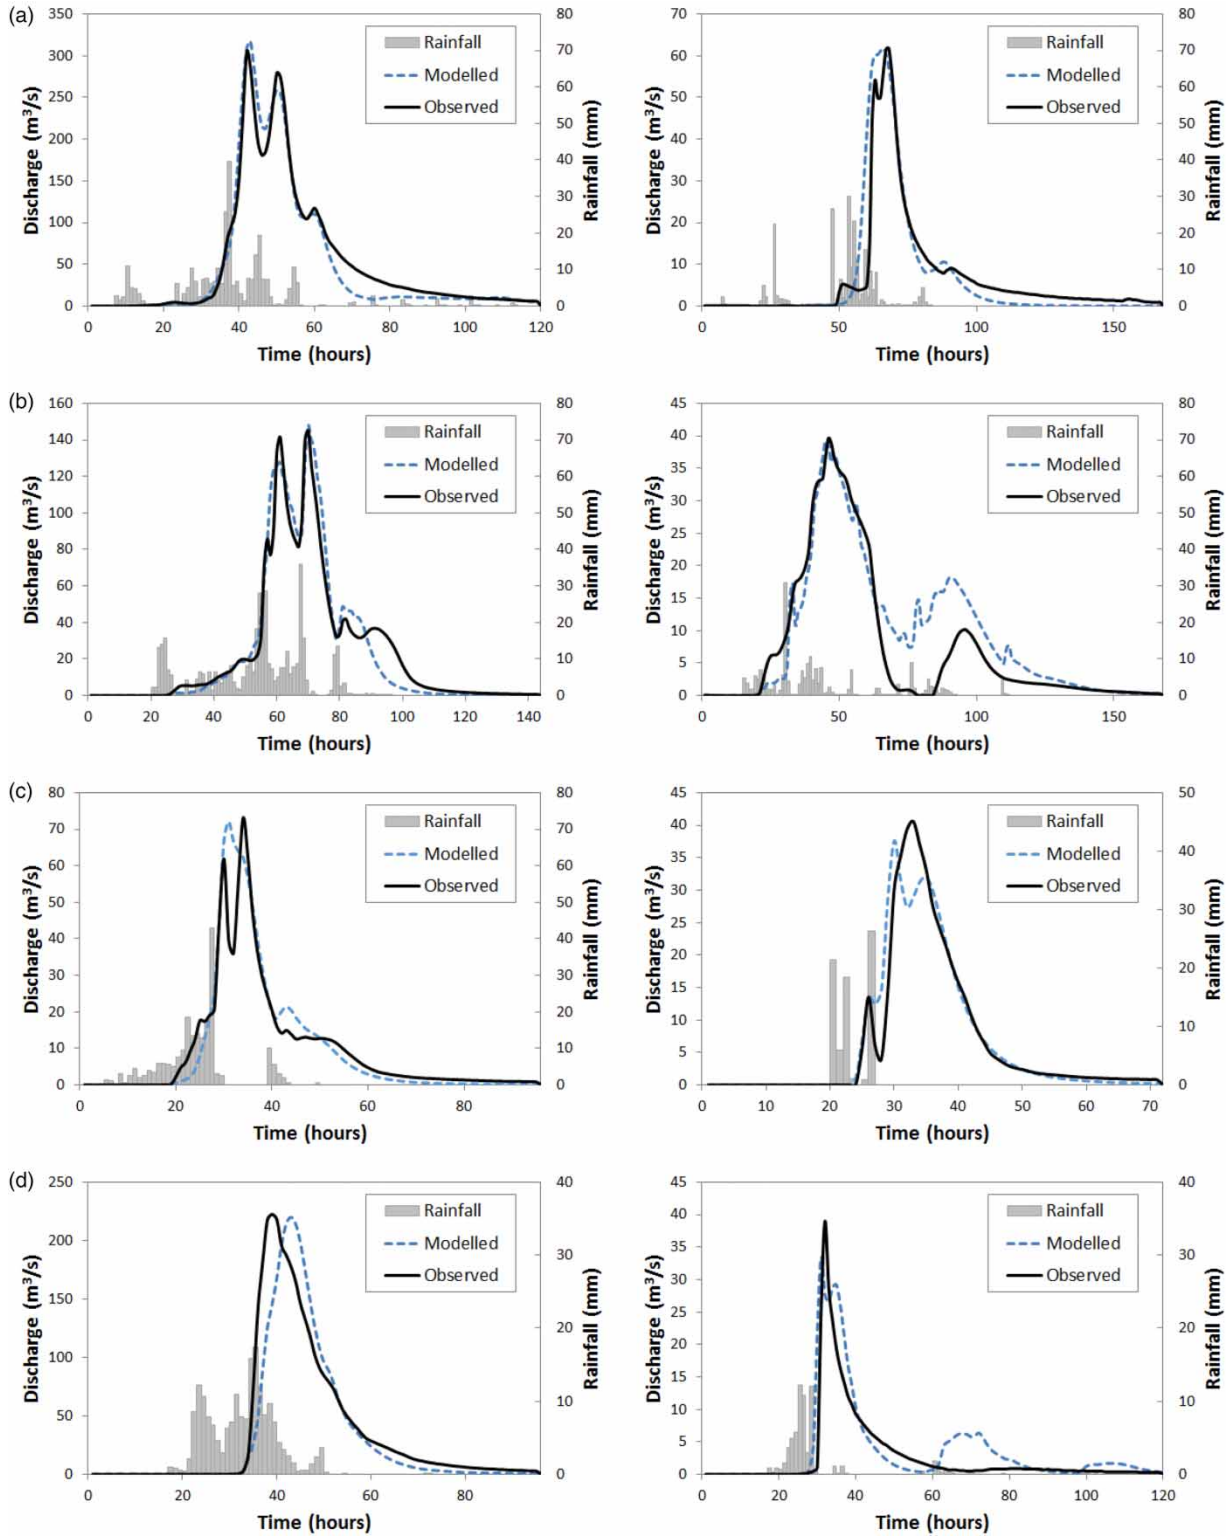 (a)
350
300
250
200
150
100
50
0
Discharge (m³/s)
80
70
60
50
40
30
20
10
0
Rainfall (mm)
Rainfall
Modelled
Observed
0 20 40 60 80 100 120
Time (hours)
70
60
50
40
30
20
10
0
Discharge (m³/s)
80
70
60
50
40
30
20
10
0
Rainfall (mm)
Rainfall
Modelled
Observed
0 50 100 150
Time (hours)
(b)
160
140
120
100
80
60
40
20
0
Discharge (m³/s)
80
70
60
50
40
30
20
10
0
Rainfall (mm)
Rainfall
Modelled
Observed
0 20 40 60 80 100 120 140
Time (hours)
45
40
35
30
25
20
15
10
5
0
Discharge (m³/s)
80
70
60
50
40
30
20
10
0
Rainfall (mm)
Rainfall
Modelled
Observed
0 50 100 150
Time (hours)
(c)
80
70
60
50
40
30
20
10
0
Discharge (m³/s)
80
70
60
50
40
30
20
10
0
Rainfall (mm)
Rainfall
Modelled
Observed
0 20 40 60 80
Time (hours)
45
40
35
30
25
20
15
10
5
0
Discharge (m³/s)
50
40
30
20
10
0
Rainfall (mm)
Rainfall
Modelled
Observed
0 10 20 30 40 50 60 70
Time (hours)
(d)
250
200
150
100
50
0
Discharge (m³/s)
40
30
20
10
0
Rainfall (mm)
Rainfall
Modelled
Observed
0 20 40 60 80
Time (hours)
45
40
35
30
25
20
15
10
5
0
Discharge (m³/s)
40
30
20
10
0
Rainfall (mm)
Rainfall
Modelled
Observed
0 20 40 60 80 100 120
Time (hours)